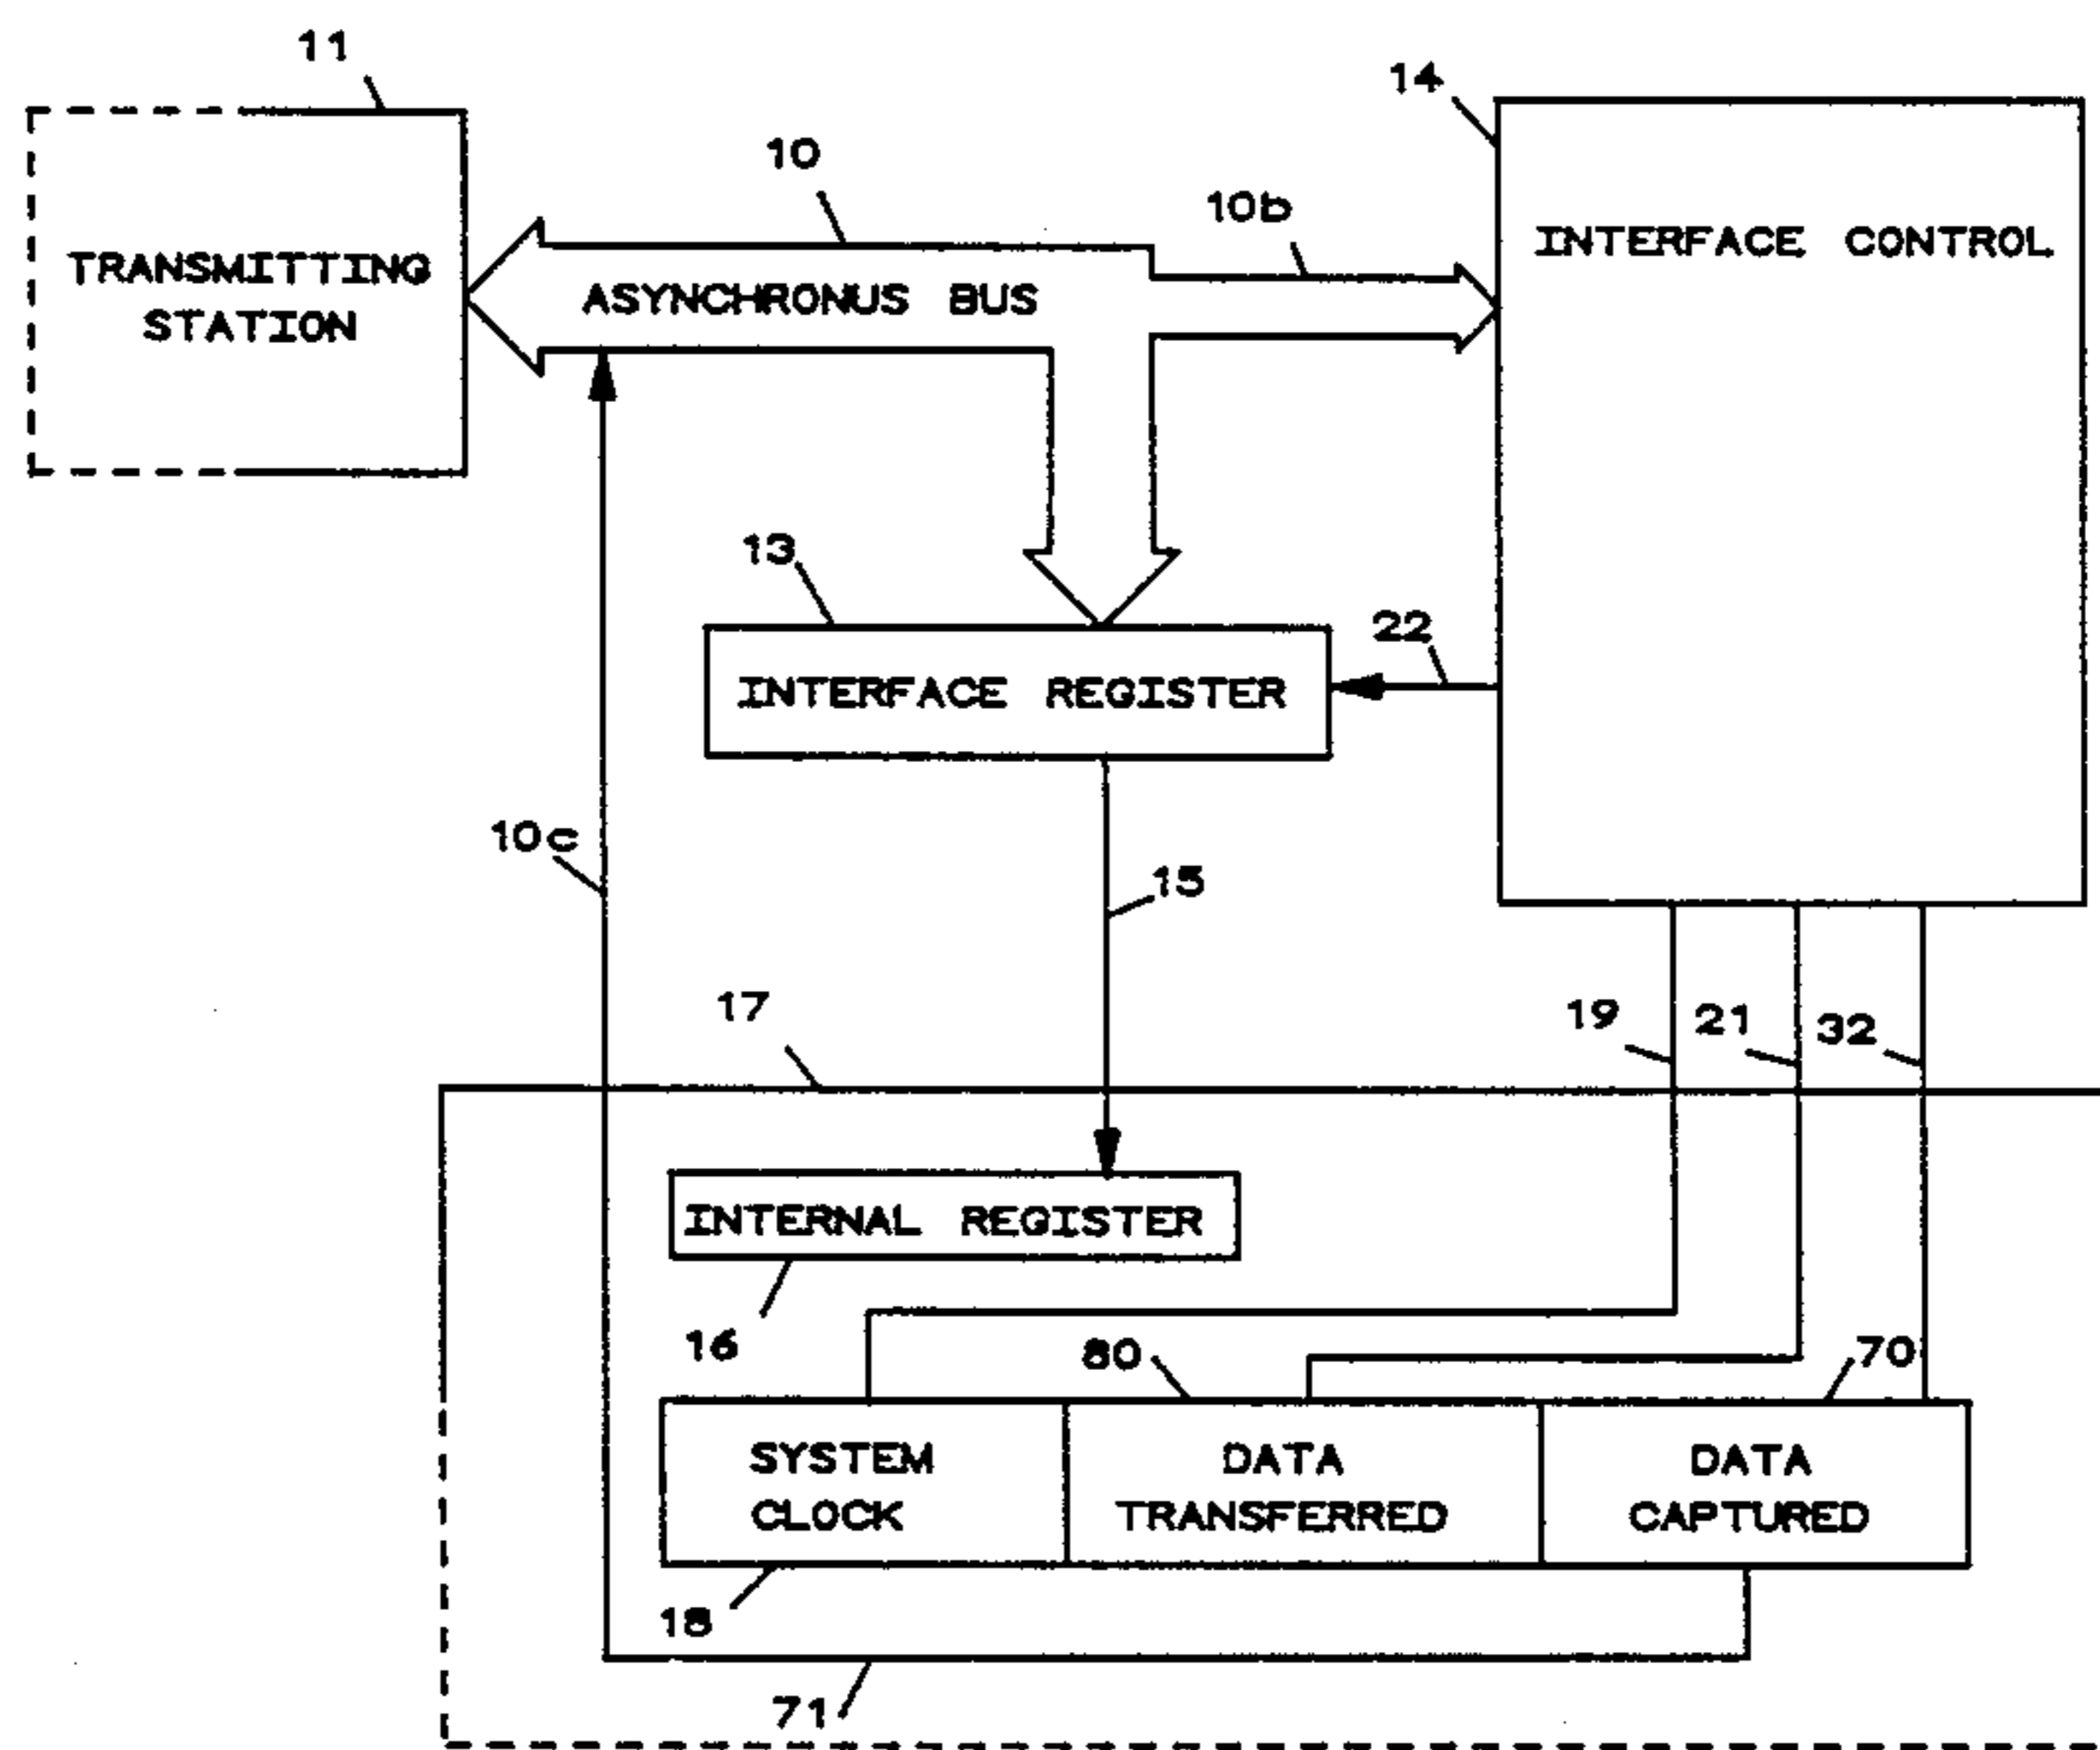 11
14
10
10b
TRANSMITTING
STATION
ASYNCHRONUS BUS
INTERFACE CONTROL
13
22
INTERFACE REGISTER
10c
15
17
19
21
32
INTERNAL REGISTER
16
80
70
SYSTEM
CLOCK
DATA
TRANSFERRED
DATA
CAPTURED
18
71